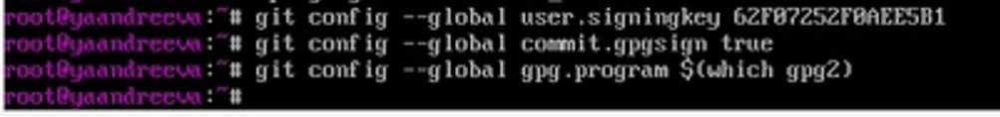 root@yaandreeva:~# git config --global user.signingkey 62F07252F0AEE5B1
root@yaandreeva:~# git config --global commit.gpgsign true
root@yaandreeva:~# git config --global gpg.program $(which gpg2)
root@yaandreeva:~#